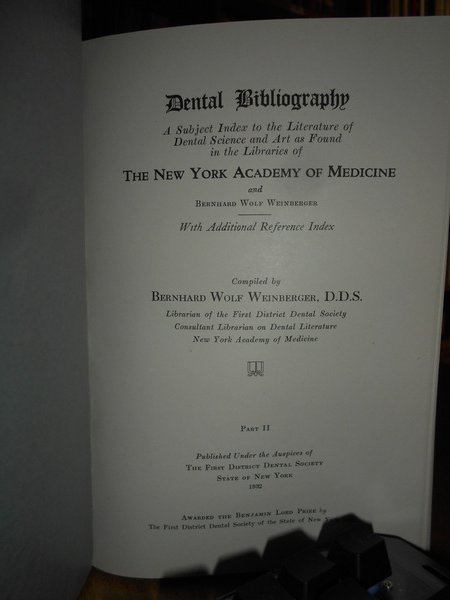 Dental Bibliography
A Subject Index to the Literature of
Dental Science and Art as Found
in the Libraries of
THE NEW YORK ACADEMY OF MEDICINE
and
BERNHARD WOLF WEINBERGER
With Additional Reference Index
Compiled by
BERNHARD WOLF WEINBERGER, D.D.S.
Librarian of the First District Dental Society
Consultant Librarian on Dental Literature
New York Academy of Medicine
PART II
Published Under the Auspices of
THE FIRST DISTRICT DENTAL SOCIETY
STATE OF NEW YORK
1932
AWARDED THE BENJAMIN LORD PRIZE by
THE FIRST DISTRICT DENTAL SOCIETY OF THE STATE OF NEW